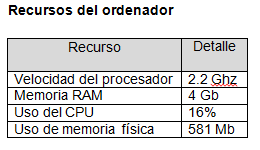 Recursos del ordenador
Recurso Detalle
Velocidad del procesador 2.2 Ghz
Memoria RAM 4 Gb
Uso del CPU 16%
Uso de memoria física 581 Mb